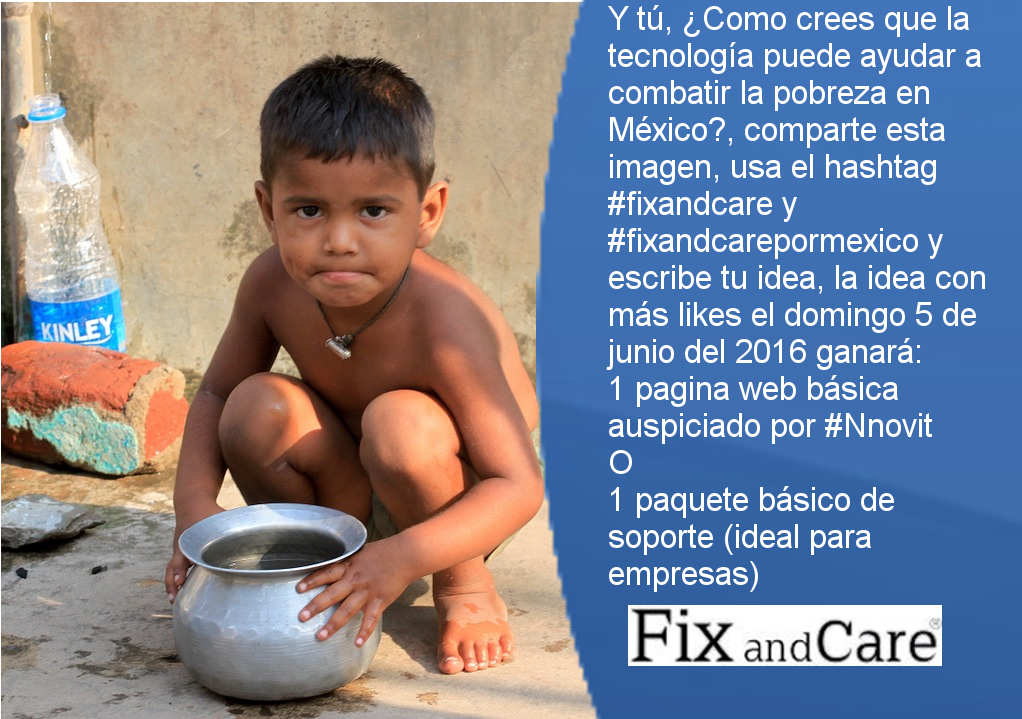 Y tú, ¿Como crees que la
tecnología puede ayudar a
combatir la pobreza en
México?, comparte esta
imagen, usa el hashtag
#fixandcare y
#fixandcarepormexico y
escribe tu idea, la idea con
más likes el domingo 5 de
junio del 2016 ganará:
1 pagina web básica
auspiciado por #Nnovit
O
1 paquete básico de
soporte (ideal para
empresas)
Fix and Care
KINLEY